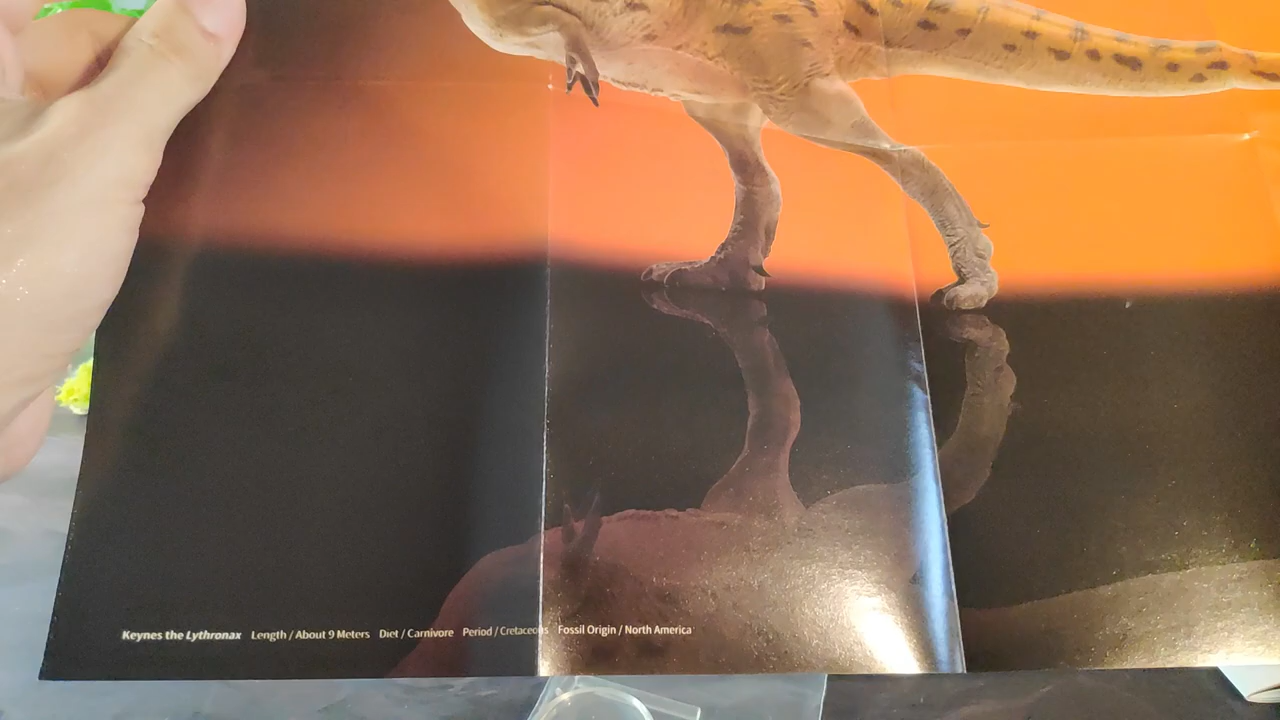 Keynes the Lythronax Length / About 9 Meters Diet / Carnivore Period / Cretaceous Fossil Origin / North America